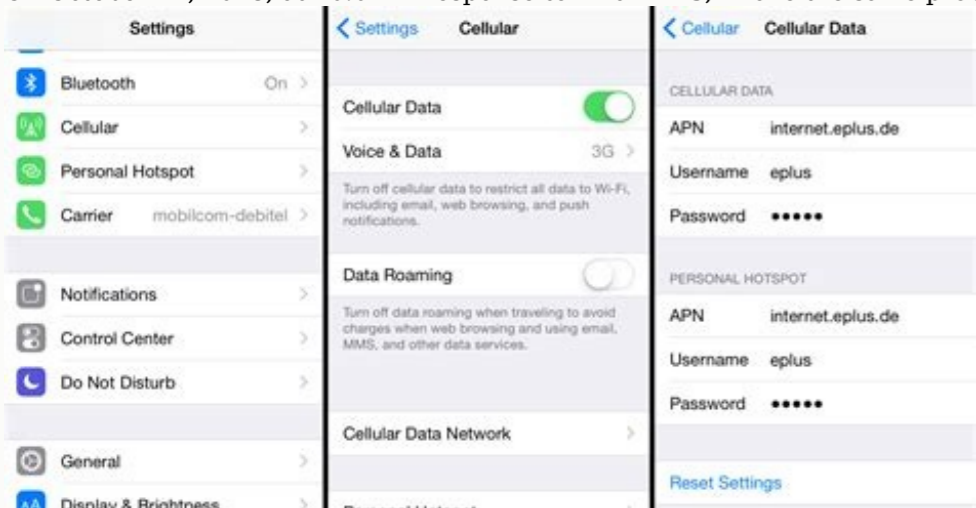 Settings
Bluetooth On
Cellular
Personal Hotspot
Carrier mobilcom-debitel
Notifications
Control Center
Do Not Disturb
General
Display & Brightness
Settings Cellular
Cellular Data
Voice & Data 3G
Turn off cellular data to restrict all data to Wi-Fi,
including email, web browsing, and push
notifications.
Data Roaming
Turn off data roaming when traveling to avoid
charges when web browsing and using email,
MMS, and other data services.
Cellular Data Network
Cellular Cellular Data
CELLULAR DATA
APN internet.eplus.de
Username eplus
Password •••••
PERSONAL HOTSPOT
APN internet.eplus.de
Username eplus
Password •••••
Reset Settings